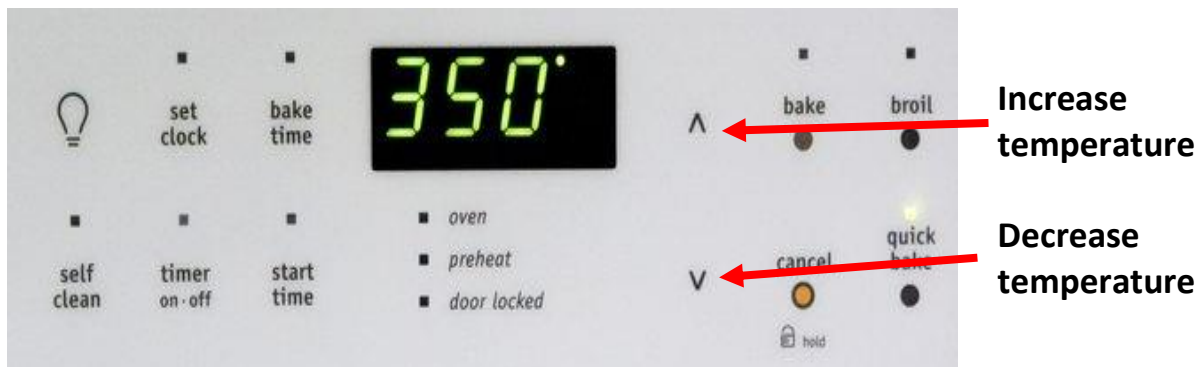 350°
set
clock
bake
time
∧
bake
broil
Increase
temperature
self
clean
timer
on·off
start
time
oven
preheat
door locked
∨
cancel
hold
quick
bake
Decrease
temperature